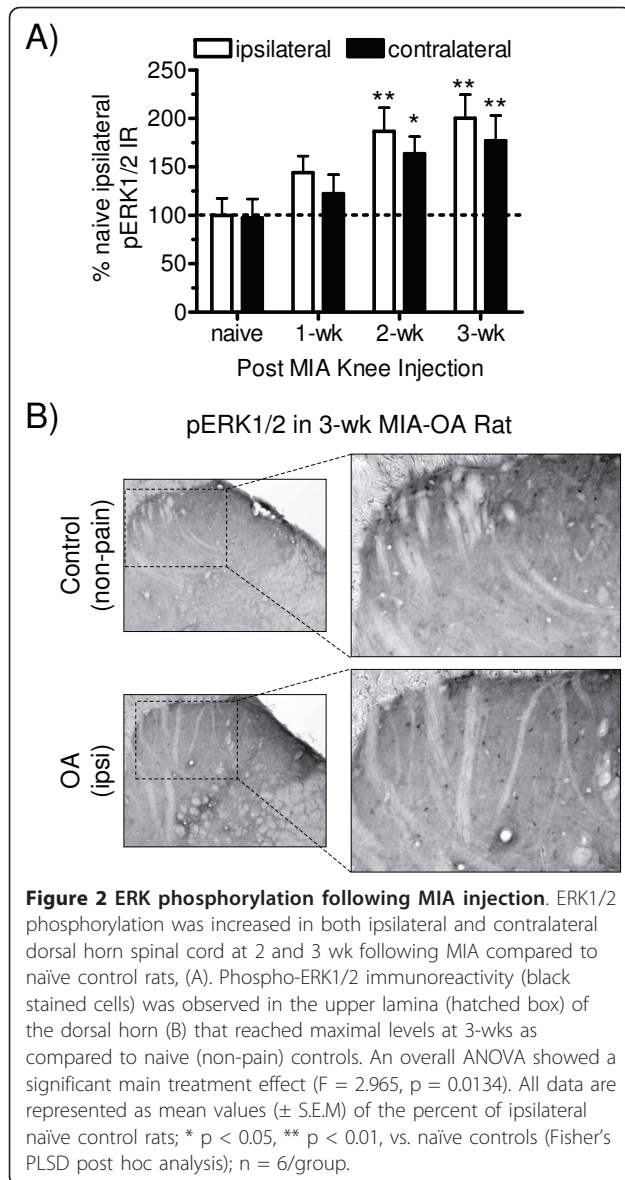 A)
ipsilateral contralateral
% naive ipsilateral
pERK1/2 IR
250
200
150
100
50
0
** * ** **
naive 1-wk 2-wk 3-wk
Post MIA Knee Injection
B)
pERK1/2 in 3-wk MIA-OA Rat
Control
(non-pain)
OA
(ipsi)
Figure 2 ERK phosphorylation following MIA injection. ERK1/2
phosphorylation was increased in both ipsilateral and contralateral
dorsal horn spinal cord at 2 and 3 wk following MIA compared to
naïve control rats, (A). Phospho-ERK1/2 immunoreactivity (black
stained cells) was observed in the upper lamina (hatched box) of
the dorsal horn (B) that reached maximal levels at 3-wks as
compared to naive (non-pain) controls. An overall ANOVA showed a
significant main treatment effect (F = 2.965, p = 0.0134). All data are
represented as mean values (± S.E.M) of the percent of ipsilateral
naïve control rats; * p < 0.05, ** p < 0.01, vs. naïve controls (Fisher's
PLSD post hoc analysis); n = 6/group.